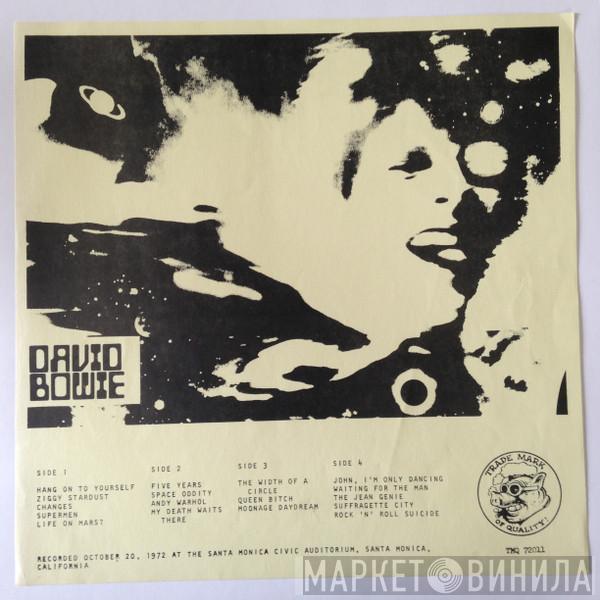 DAVID
BOWIE
SIDE 1
HANG ON TO YOURSELF
ZIGGY STARDUST
CHANGES
SUPERMEN
LIFE ON MARS?
SIDE 2
FIVE YEARS
SPACE ODDITY
ANDY WARHOL
MY DEATH WAITS
THERE
SIDE 3
THE WIDTH OF A
CIRCLE
QUEEN BITCH
MOONAGE DAYDREAM
SIDE 4
JOHN, I'M ONLY DANCING
WAITING FOR THE MAN
THE JEAN GENIE
SUFFRAGETTE CITY
ROCK 'N' ROLL SUICIDE
TRADE MARK
OF QUALITY!
TMQ 72011
RECORDED OCTOBER 20, 1972 AT THE SANTA MONICA CIVIC AUDITORIUM, SANTA MONICA,
CALIFORNIA
МАРКЕТ ВИНИЛА